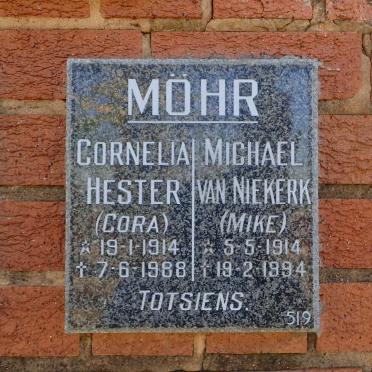 MÖHR
CORNELIA MICHAEL
HESTER VAN NIEKERK
(CORA) (MIKE)
☆ 19-1-1914 ☆ 5-5-1914
† 7-6-1988 † 19-2-1994
TOTSIENS.
519